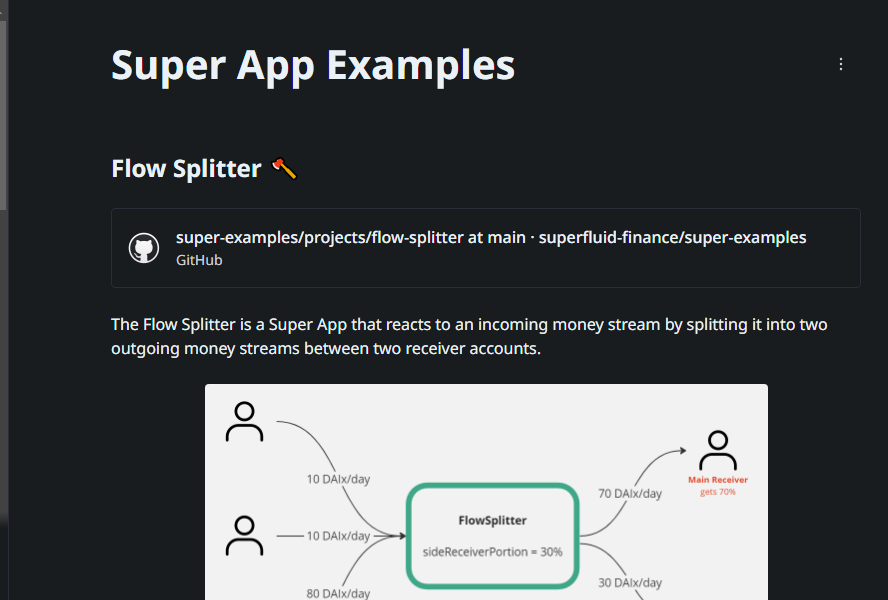 Super App Examples
Flow Splitter
super-examples/projects/flow-splitter at main · superfluid-finance/super-examples
GitHub
The Flow Splitter is a Super App that reacts to an incoming money stream by splitting it into two
outgoing money streams between two receiver accounts.
10 DAIx/day
70 DAIx/day
Main Receiver
gets 70%
FlowSplitter
10 DAIx/day
sideReceiverPortion = 30%
80 DAIx/day
30 DAIx/day